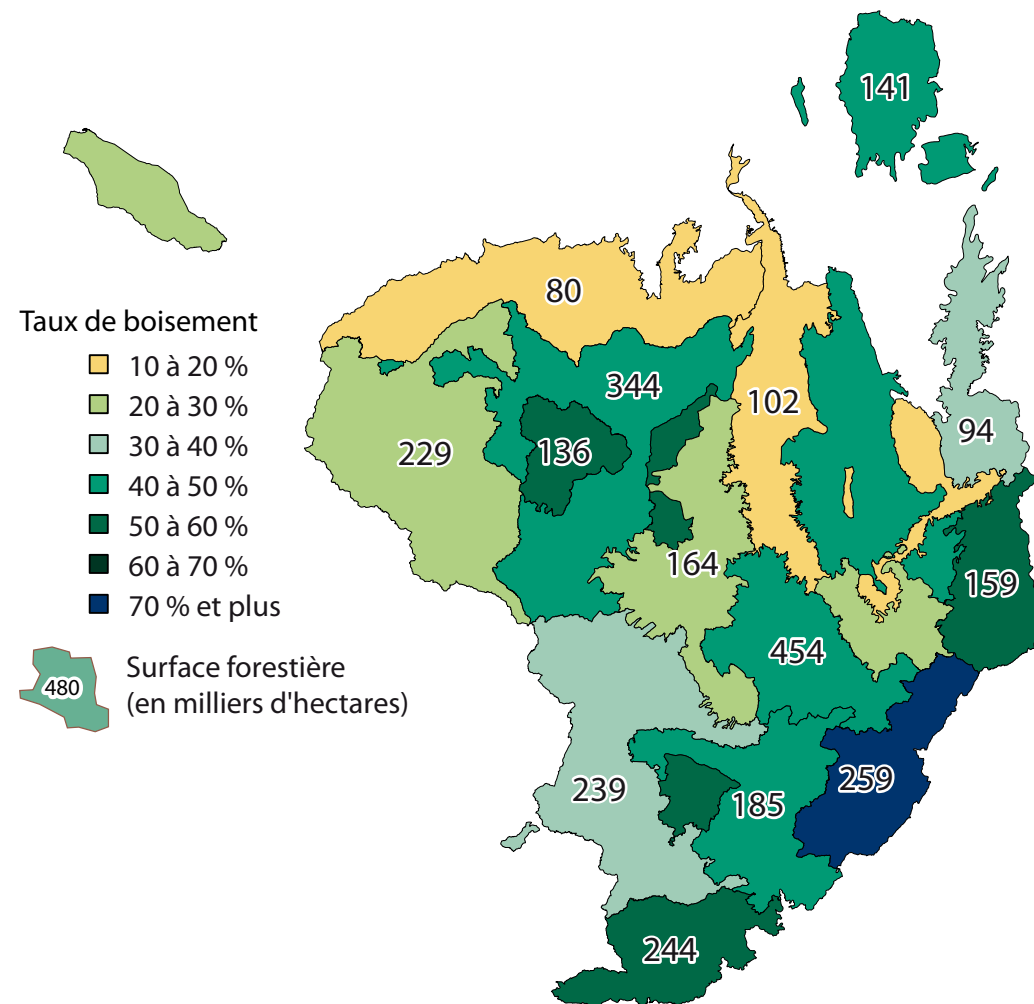 141
80
Taux de boisement
10 à 20 %
20 à 30 %
30 à 40 %
40 à 50 %
50 à 60 %
60 à 70 %
70 % et plus
480
Surface forestière
(en milliers d'hectares)
344
102
94
229
136
164
159
454
239
185
259
244